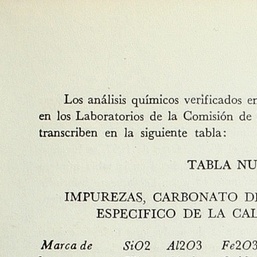 Los análisis químicos verificados en
en los Laboratorios de la Comisión de
transcriben en la siguiente tabla:
TABLA NU
IMPUREZAS, CARBONATO DE
ESPECIFICO DE LA CAL
Marca de SiO2 Al2O3 Fe2O3